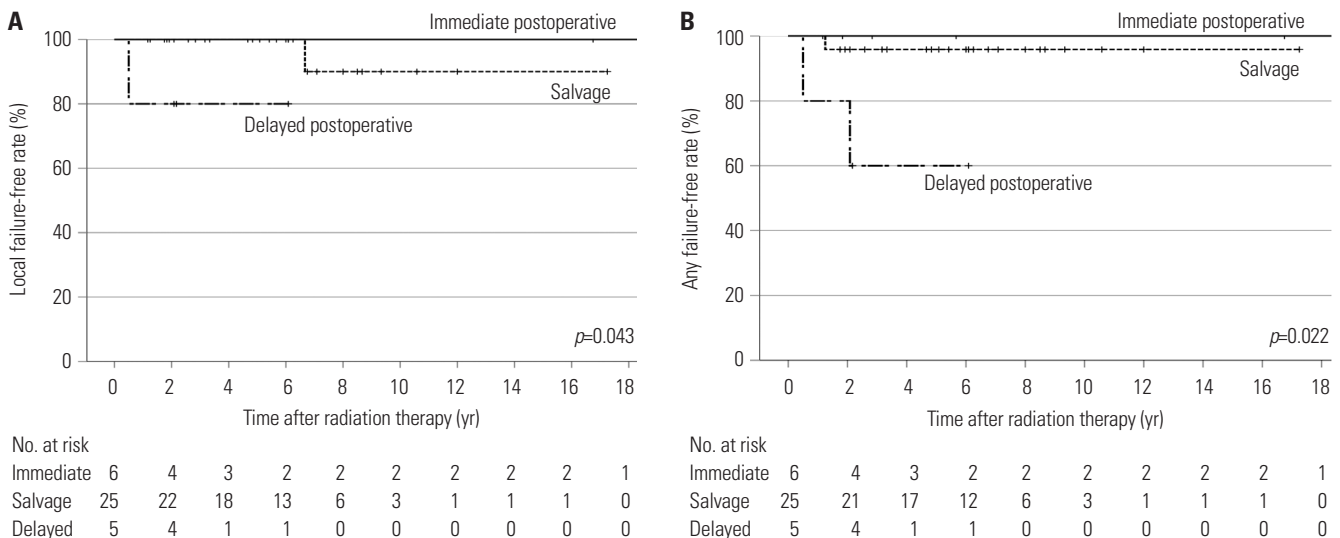 A
Immediate postoperative
100
80
60
40
20
0
Local failure-free rate (%)
Salvage
Delayed postoperative
p=0.043
0 2 4 6 8 10 12 14 16 18
Time after radiation therapy (yr)
No. at risk
Immediate 6 4 3 2 2 2 2 2 2 1
Salvage 25 22 18 13 6 3 1 1 1 0
Delayed 5 4 1 1 0 0 0 0 0 0
B
Immediate postoperative
100
80
60
40
20
0
Any failure-free rate (%)
Salvage
Delayed postoperative
p=0.022
0 2 4 6 8 10 12 14 16 18
Time after radiation therapy (yr)
No. at risk
Immediate 6 4 3 2 2 2 2 2 2 1
Salvage 25 21 17 12 6 3 1 1 1 0
Delayed 5 4 1 1 0 0 0 0 0 0